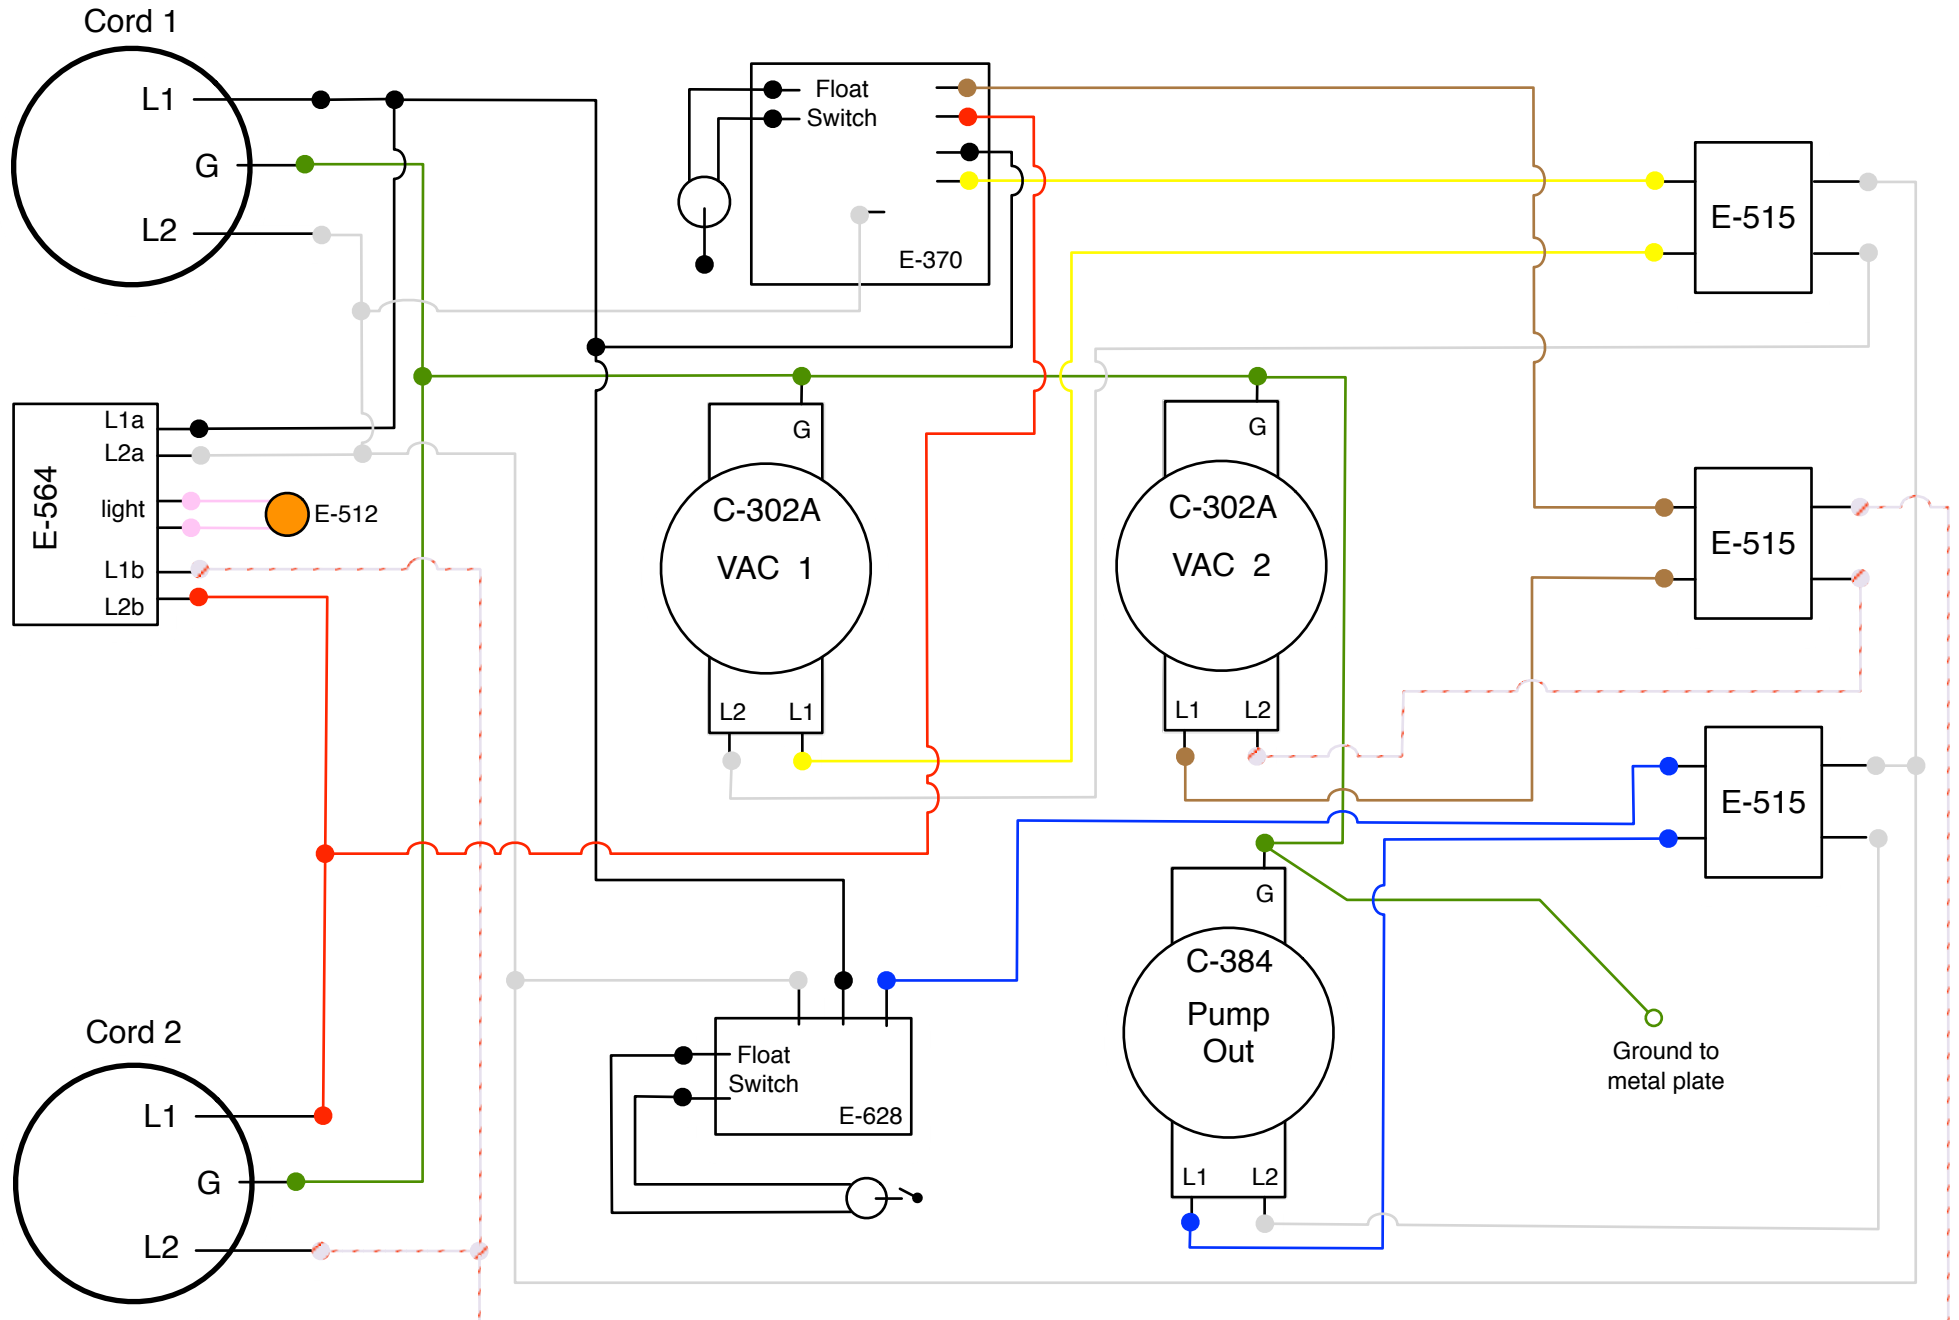 Cord 1
L1
G
L2
Float
Switch
E-370
E-515
L1a
L2a
light
E-512
L1b
L2b
E-564
G
C-302A
VAC 1
L2 L1
G
C-302A
VAC 2
L1 L2
E-515
E-515
G
C-384
Pump
Out
L1 L2
Ground to
metal plate
Cord 2
L1
G
L2
Float
Switch
E-628